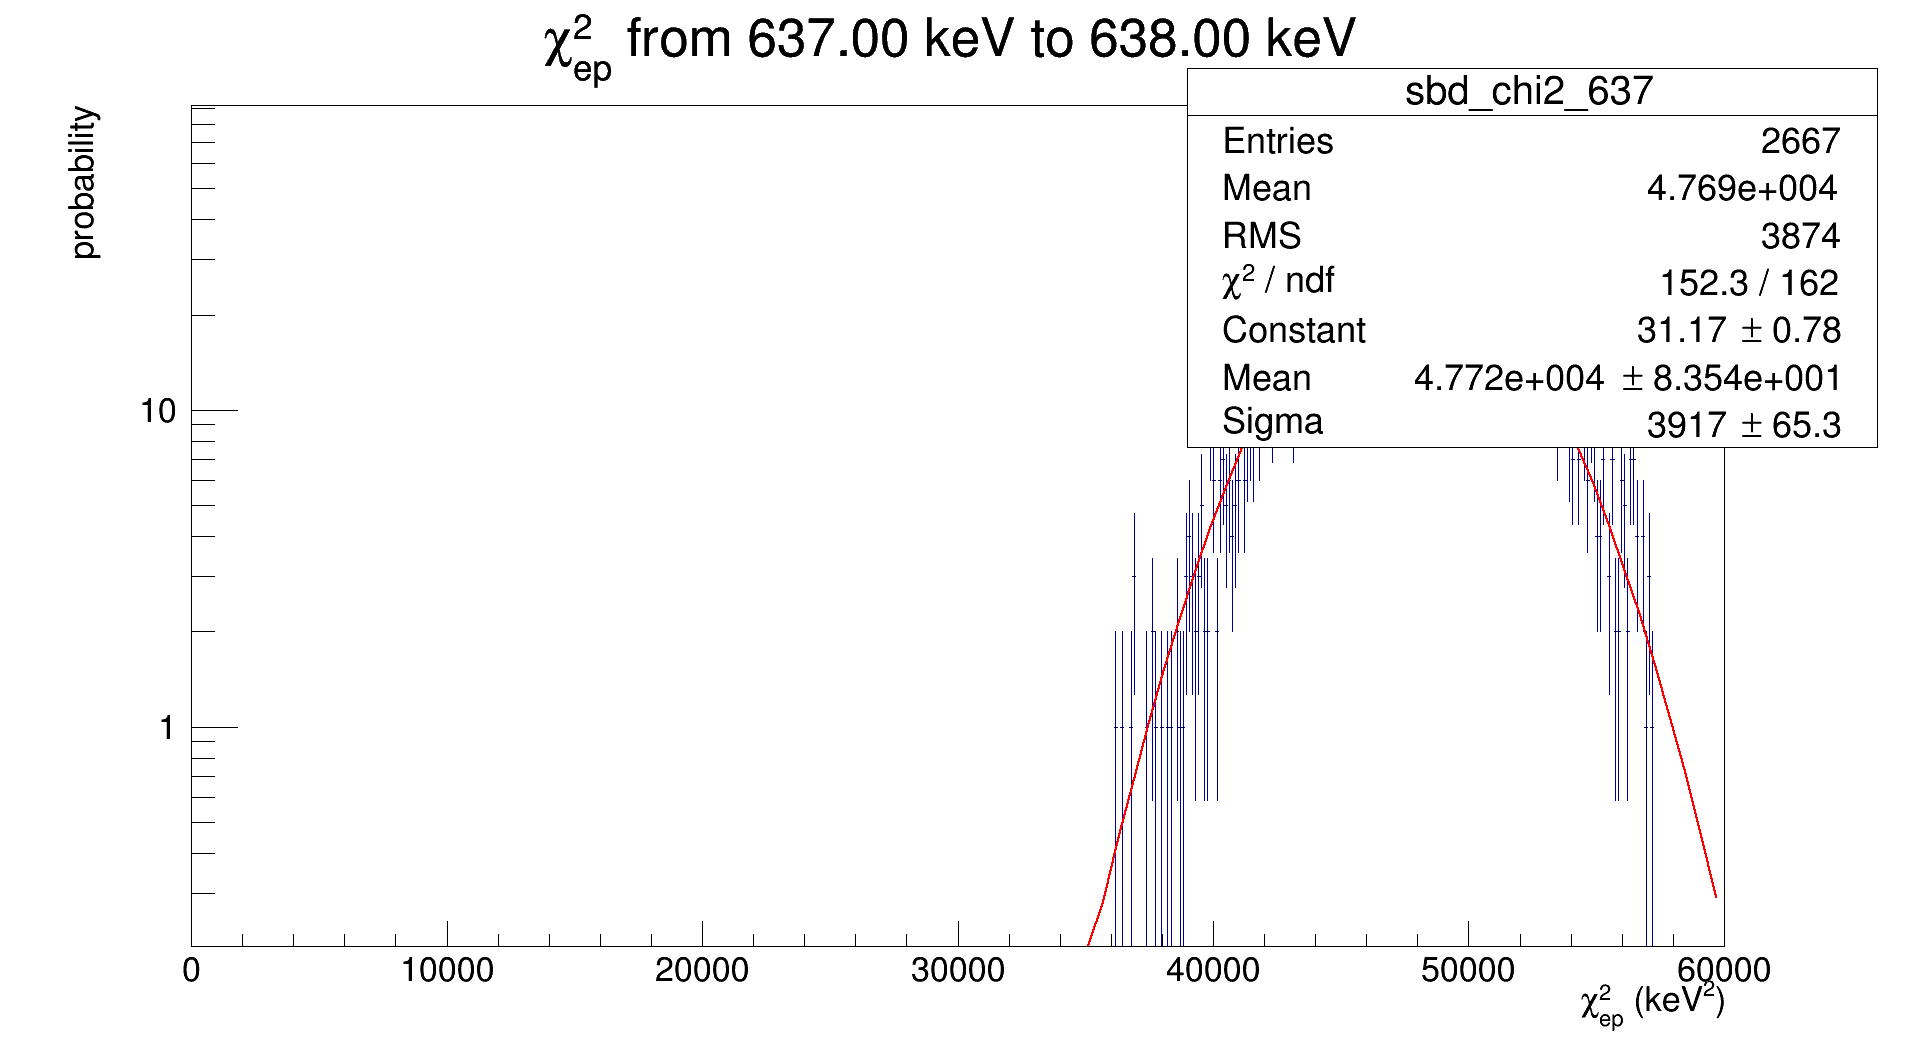 χ²ep from 637.00 keV to 638.00 keV
probability
sbd_chi2_637
Entries 2667
Mean 4.769e+004
RMS 3874
χ² / ndf 152.3 / 162
Constant 31.17 ± 0.78
Mean 4.772e+004 ± 8.354e+001
Sigma 3917 ± 65.3
10
1
0 10000 20000 30000 40000 50000 60000
χ²ep (keV²)